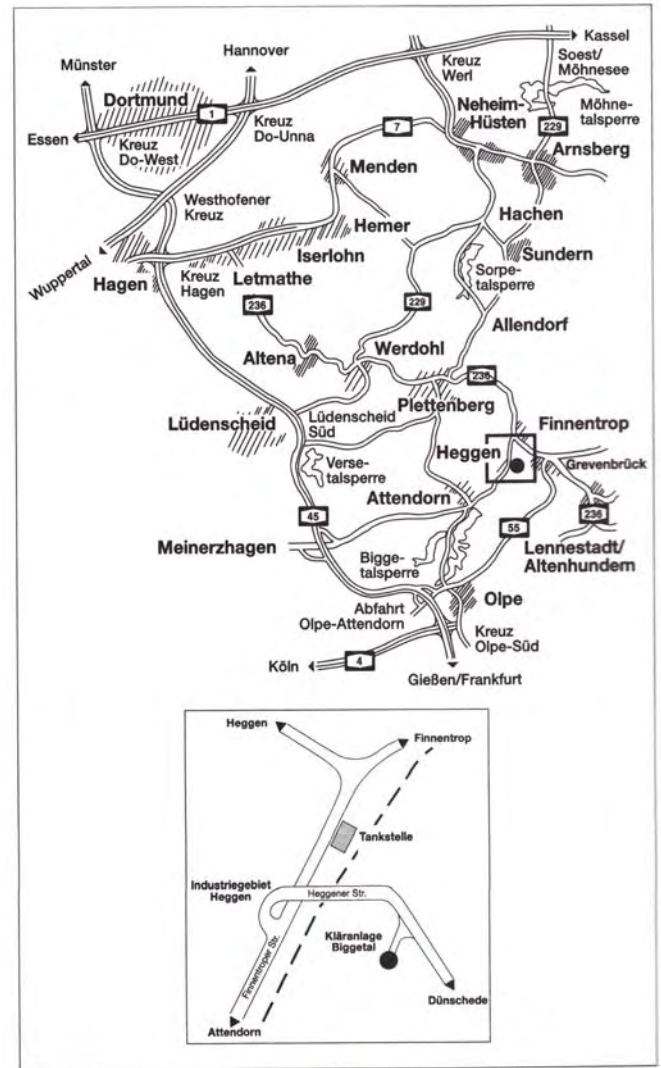 Kassel
Hannover
Münster
Kreuz
Werl
Soest/
Möhnesee
Dortmund
1
Neheim-
Hüsten
Möhne-
talsperre
Essen
Kreuz
Do-West
Kreuz
Do-Unna
7
229
Arnsberg
Menden
Westhofener
Kreuz
Hachen
Hemer
Iserlohn
Sundern
Wuppertal
Hagen
Kreuz
Hagen
Letmathe
Sorpe-
talsperre
236
229
Allendorf
Altena
Werdohl
236
Plettenberg
Lüdenscheid
Lüdenscheid
Süd
Finnentrop
Heggen
Grevenbrück
Verse-
talsperre
Attendorn
45
55
236
Meinerzhagen
Bigge-
talsperre
Lennestadt/
Altenhundem
Abfahrt
Olpe-Attendorn
Olpe
Kreuz
Olpe-Süd
Köln
4
Gießen/Frankfurt
Heggen
Finnentrop
Tankstelle
Industriegebiet
Heggen
Heggener Str.
Kläranlage
Biggetal
Finnentroper Str.
Dünschede
Attendorn